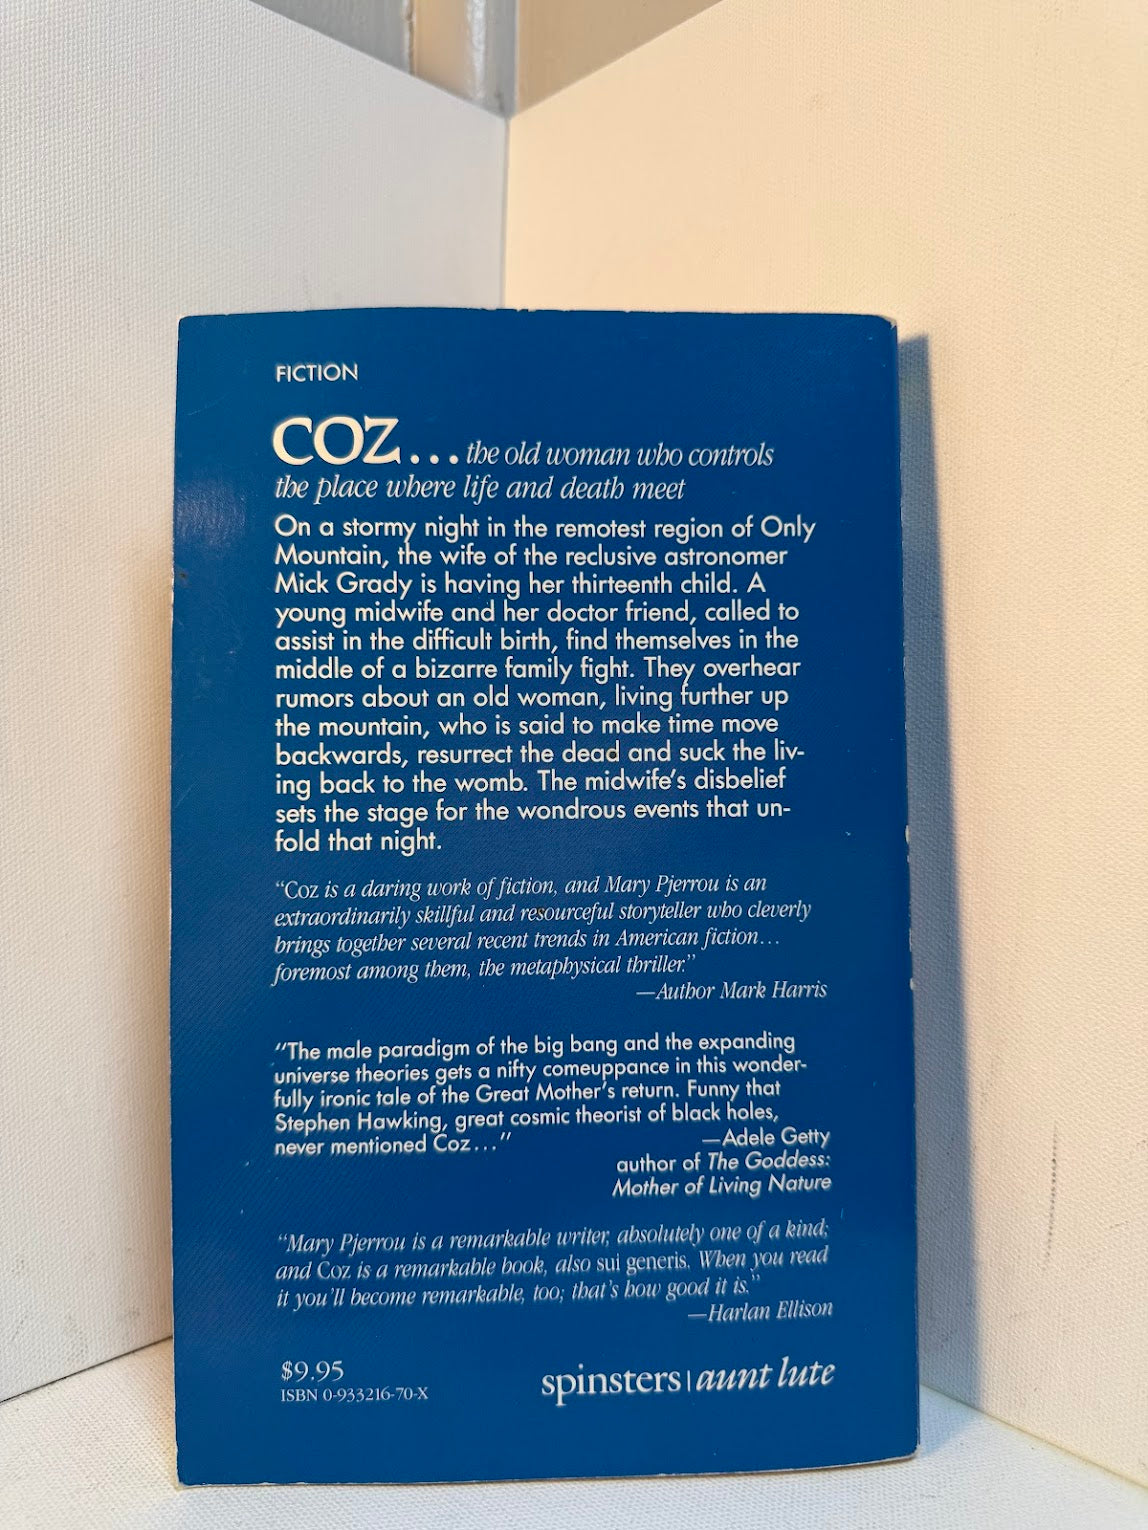 FICTION
COZ... the old woman who controls
the place where life and death meet
On a stormy night in the remotest region of Only
Mountain, the wife of the reclusive astronomer
Mick Grady is having her thirteenth child. A
young midwife and her doctor friend, called to
assist in the difficult birth, find themselves in the
middle of a bizarre family fight. They overhear
rumors about an old woman, living further up
the mountain, who is said to make time move
backwards, resurrect the dead and suck the liv-
ing back to the womb. The midwife's disbelief
sets the stage for the wondrous events that un-
fold that night.
“Coz is a daring work of fiction, and Mary Pjerrou is an
extraordinarily skillful and resourceful storyteller who cleverly
brings together several recent trends in American fiction...
foremost among them, the metaphysical thriller.”
—Author Mark Harris
“The male paradigm of the big bang and the expanding
universe theories gets a nifty comeuppance in this wonder-
fully ironic tale of the Great Mother's return. Funny that
Stephen Hawking, great cosmic theorist of black holes,
never mentioned Coz...”
—Adele Getty
author of The Goddess:
Mother of Living Nature
“Mary Pjerrou is a remarkable writer, absolutely one of a kind;
and Coz is a remarkable book, also sui generis. When you read
it you'll become remarkable, too; that's how good it is.”
—Harlan Ellison
$9.95
ISBN 0-933216-70-X
spinsters | aunt lute